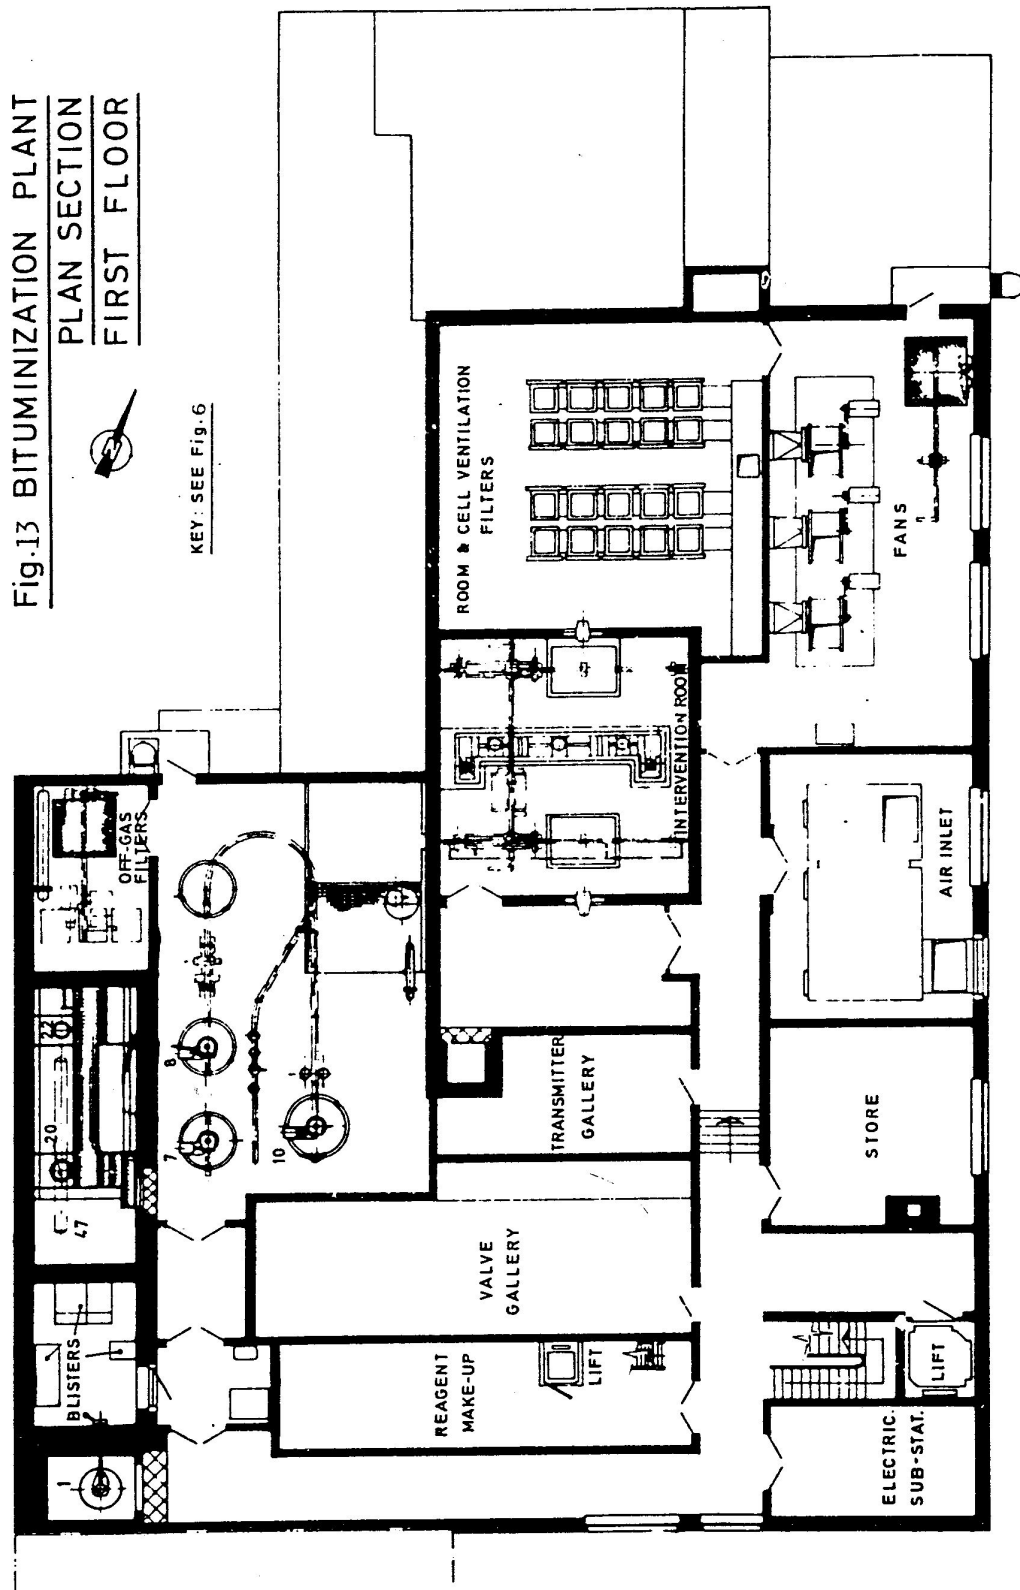 Fig.13 BITUMINIZATION PLANT
PLAN SECTION
FIRST FLOOR
KEY: SEE Fig.6
OFF-GAS
FILTERS
22
20
47
BLISTERS
1
8
7
10
ROOM & CELL VENTILATION
FILTERS
INTERVENTION ROOM
TRANSMITTER
GALLERY
VALVE
GALLERY
REAGENT
MAKE-UP
LIFT
FANS
AIR INLET
STORE
LIFT
ELECTRIC.
SUB-STAT.